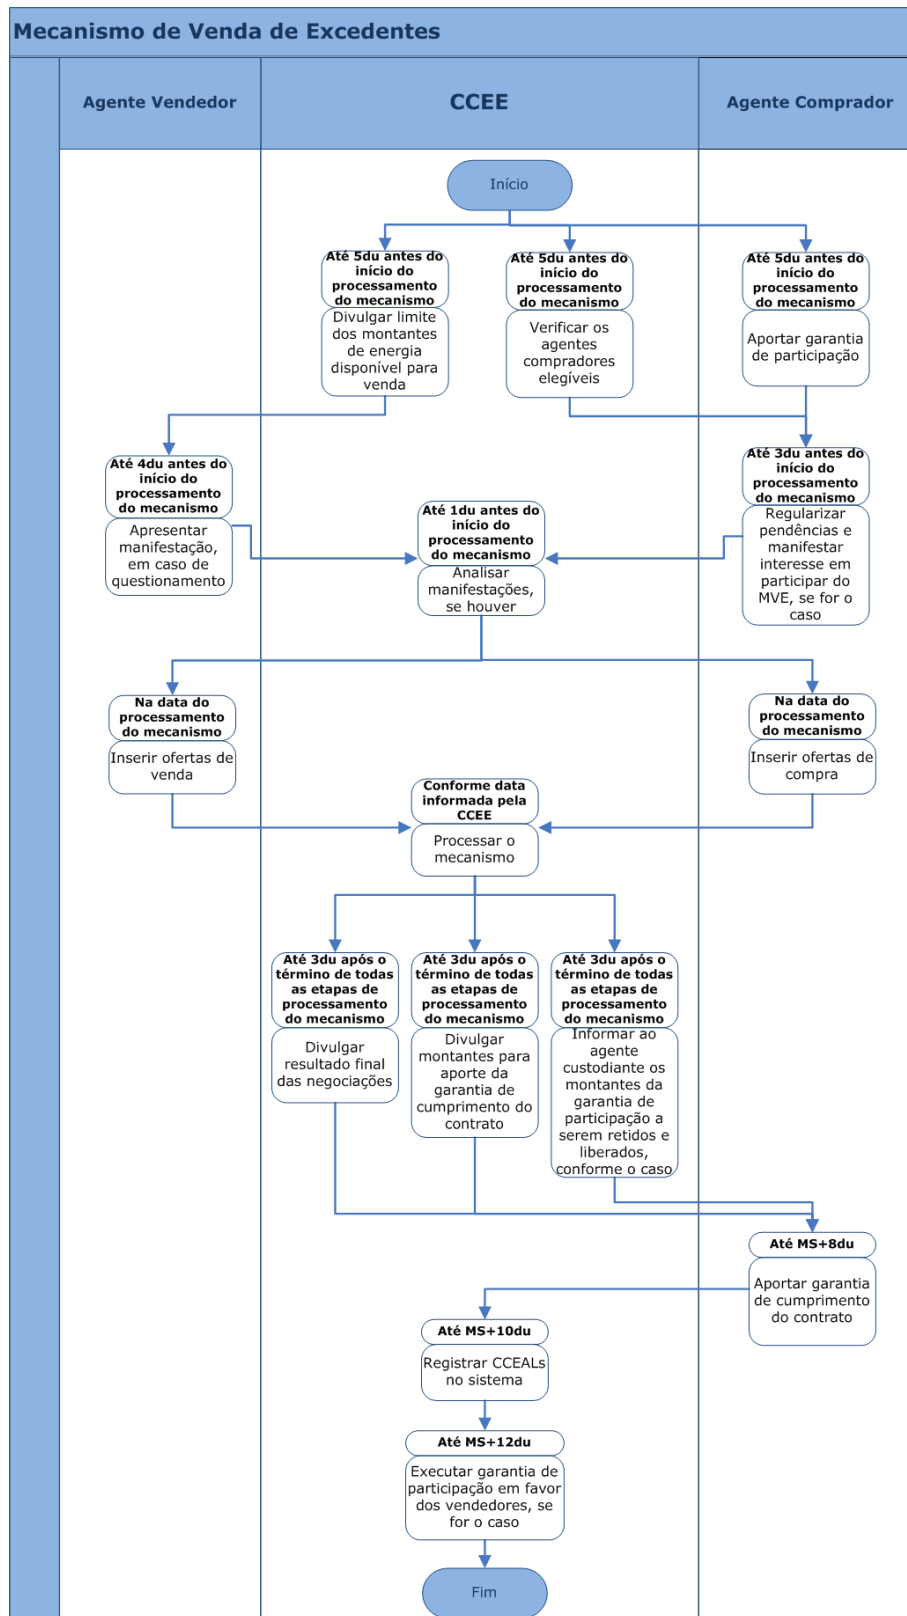 Mecanismo de Venda de Excedentes
Agente Vendedor
CCEE
Agente Comprador
Início
Até 5du antes do
início do
processamento
do mecanismo
Divulgar limite
dos montantes
de energia
disponível para
venda
Até 5du antes do
início do
processamento
do mecanismo
Verificar os
agentes
compradores
elegíveis
Até 5du antes do
início do
processamento
do mecanismo
Aportar garantia
de participação
Até 4du antes do
início do
processamento
do mecanismo
Apresentar
manifestação,
em caso de
questionamento
Até 1du antes do
início do
processamento
do mecanismo
Analisar
manifestações,
se houver
Até 3du antes do
início do
processamento
do mecanismo
Regularizar
pendências e
manifestar
interesse em
participar do
MVE, se for o
caso
Na data do
processamento
do mecanismo
Inserir ofertas de
venda
Na data do
processamento
do mecanismo
Inserir ofertas de
compra
Conforme data
informada pela
CCEE
Processar o
mecanismo
Até 3du após o
término de todas
as etapas de
processamento
do mecanismo
Divulgar
resultado final
das negociações
Até 3du após o
término de todas
as etapas de
processamento
do mecanismo
Divulgar
montantes para
aporte da
garantia de
cumprimento do
contrato
Até 3du após o
término de todas
as etapas de
processamento
do mecanismo
Informar ao
agente
custodiante os
montantes da
garantia de
participação a
serem retidos e
liberados,
conforme o caso
Até MS+8du
Aportar garantia
de cumprimento
do contrato
Até MS+10du
Registrar CCEALs
no sistema
Até MS+12du
Executar garantia de
participação em favor
dos vendedores, se
for o caso
Fim